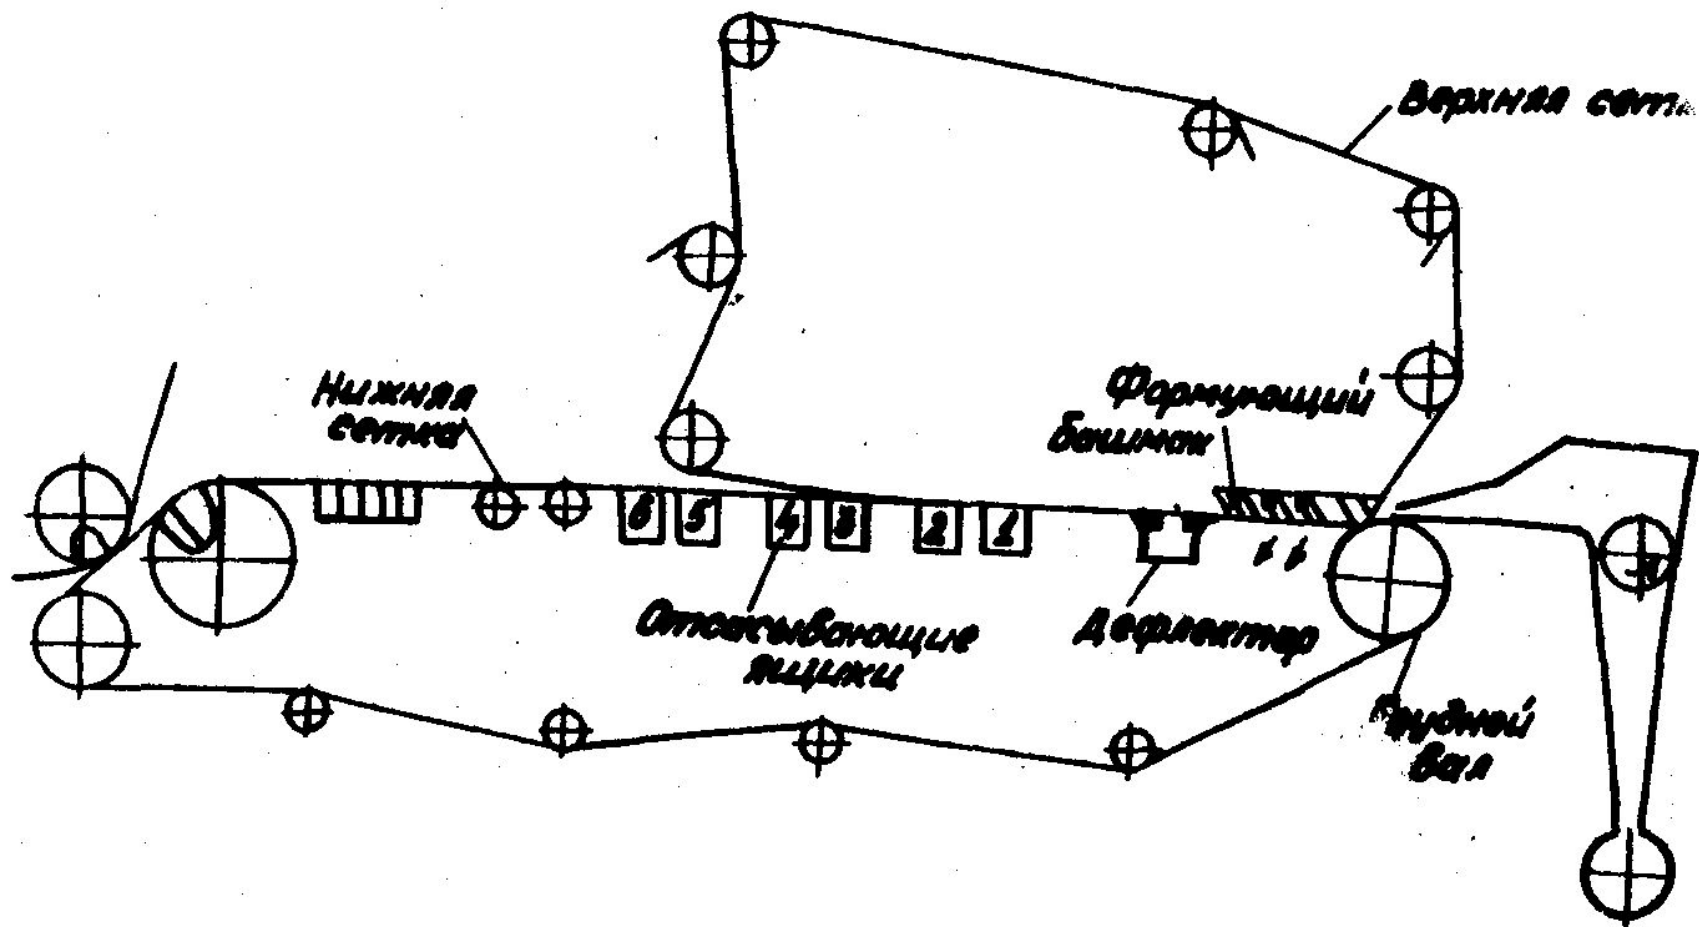 Верхняя сетк
Формующий
башмак
Нижняя
сетка
6 5 4 3 2 1
Отсасывающие
ящики
Дефлектор
Грудной
вал